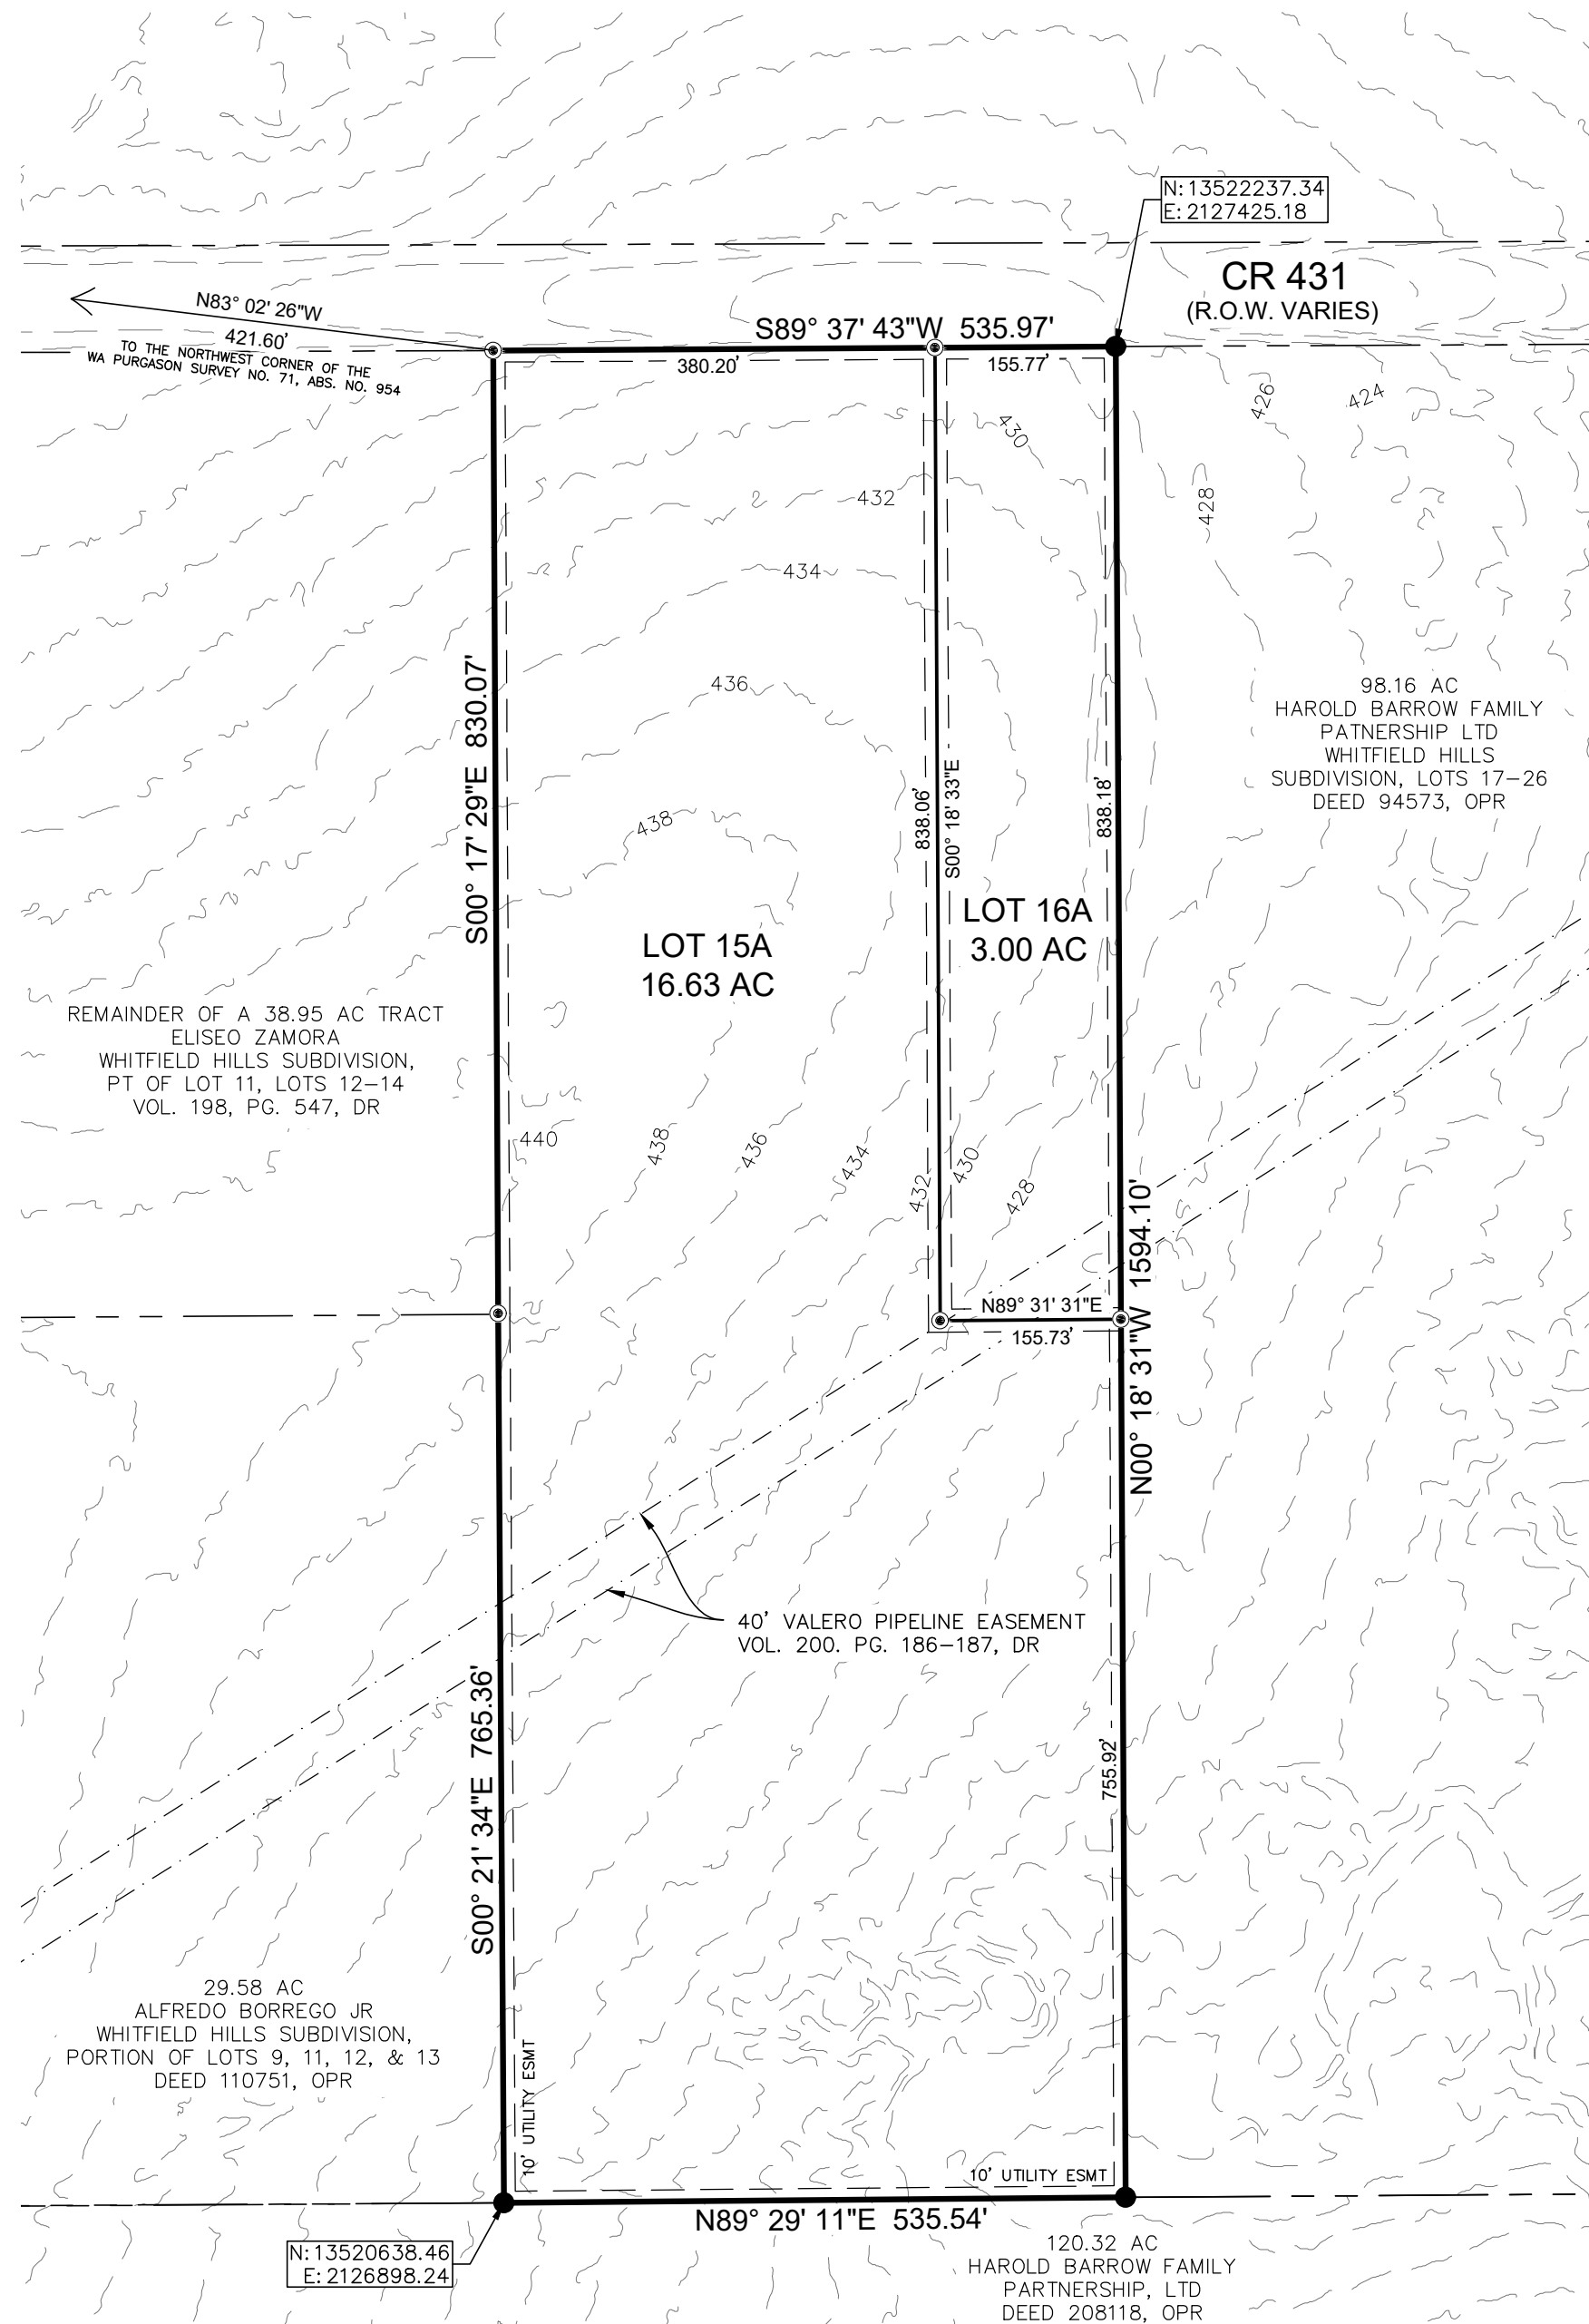 N: 13522237.34
E: 2127425.18
CR 431
(R.O.W. VARIES)
N83° 02' 26"W
421.60'
TO THE NORTHWEST CORNER OF THE
WA PURGASON SURVEY NO. 71, ABS. NO. 954
S89° 37' 43"W 535.97'
380.20'
155.77'
426
424
430
432
428
434
436
438
S00° 17' 29"E 830.07'
838.06'
S00° 18' 33"E
838.18'
98.16 AC
HAROLD BARROW FAMILY
PATNERSHIP LTD
WHITFIELD HILLS
SUBDIVISION, LOTS 17-26
DEED 94573, OPR
LOT 15A
16.63 AC
LOT 16A
3.00 AC
REMAINDER OF A 38.95 AC TRACT
ELISEO ZAMORA
WHITFIELD HILLS SUBDIVISION,
PT OF LOT 11, LOTS 12-14
VOL. 198, PG. 547, DR
440
438
436
434
432
430
428
N00° 18' 31"W 1594.10'
N89° 31' 31"E
155.73'
40' VALERO PIPELINE EASEMENT
VOL. 200. PG. 186-187, DR
S00° 21' 34"E 765.36'
755.92'
29.58 AC
ALFREDO BORREGO JR
WHITFIELD HILLS SUBDIVISION,
PORTION OF LOTS 9, 11, 12, & 13
DEED 110751, OPR
10' UTILITY ESMT
10' UTILITY ESMT
N89° 29' 11"E 535.54'
N: 13520638.46
E: 2126898.24
120.32 AC
HAROLD BARROW FAMILY
PARTNERSHIP, LTD
DEED 208118, OPR